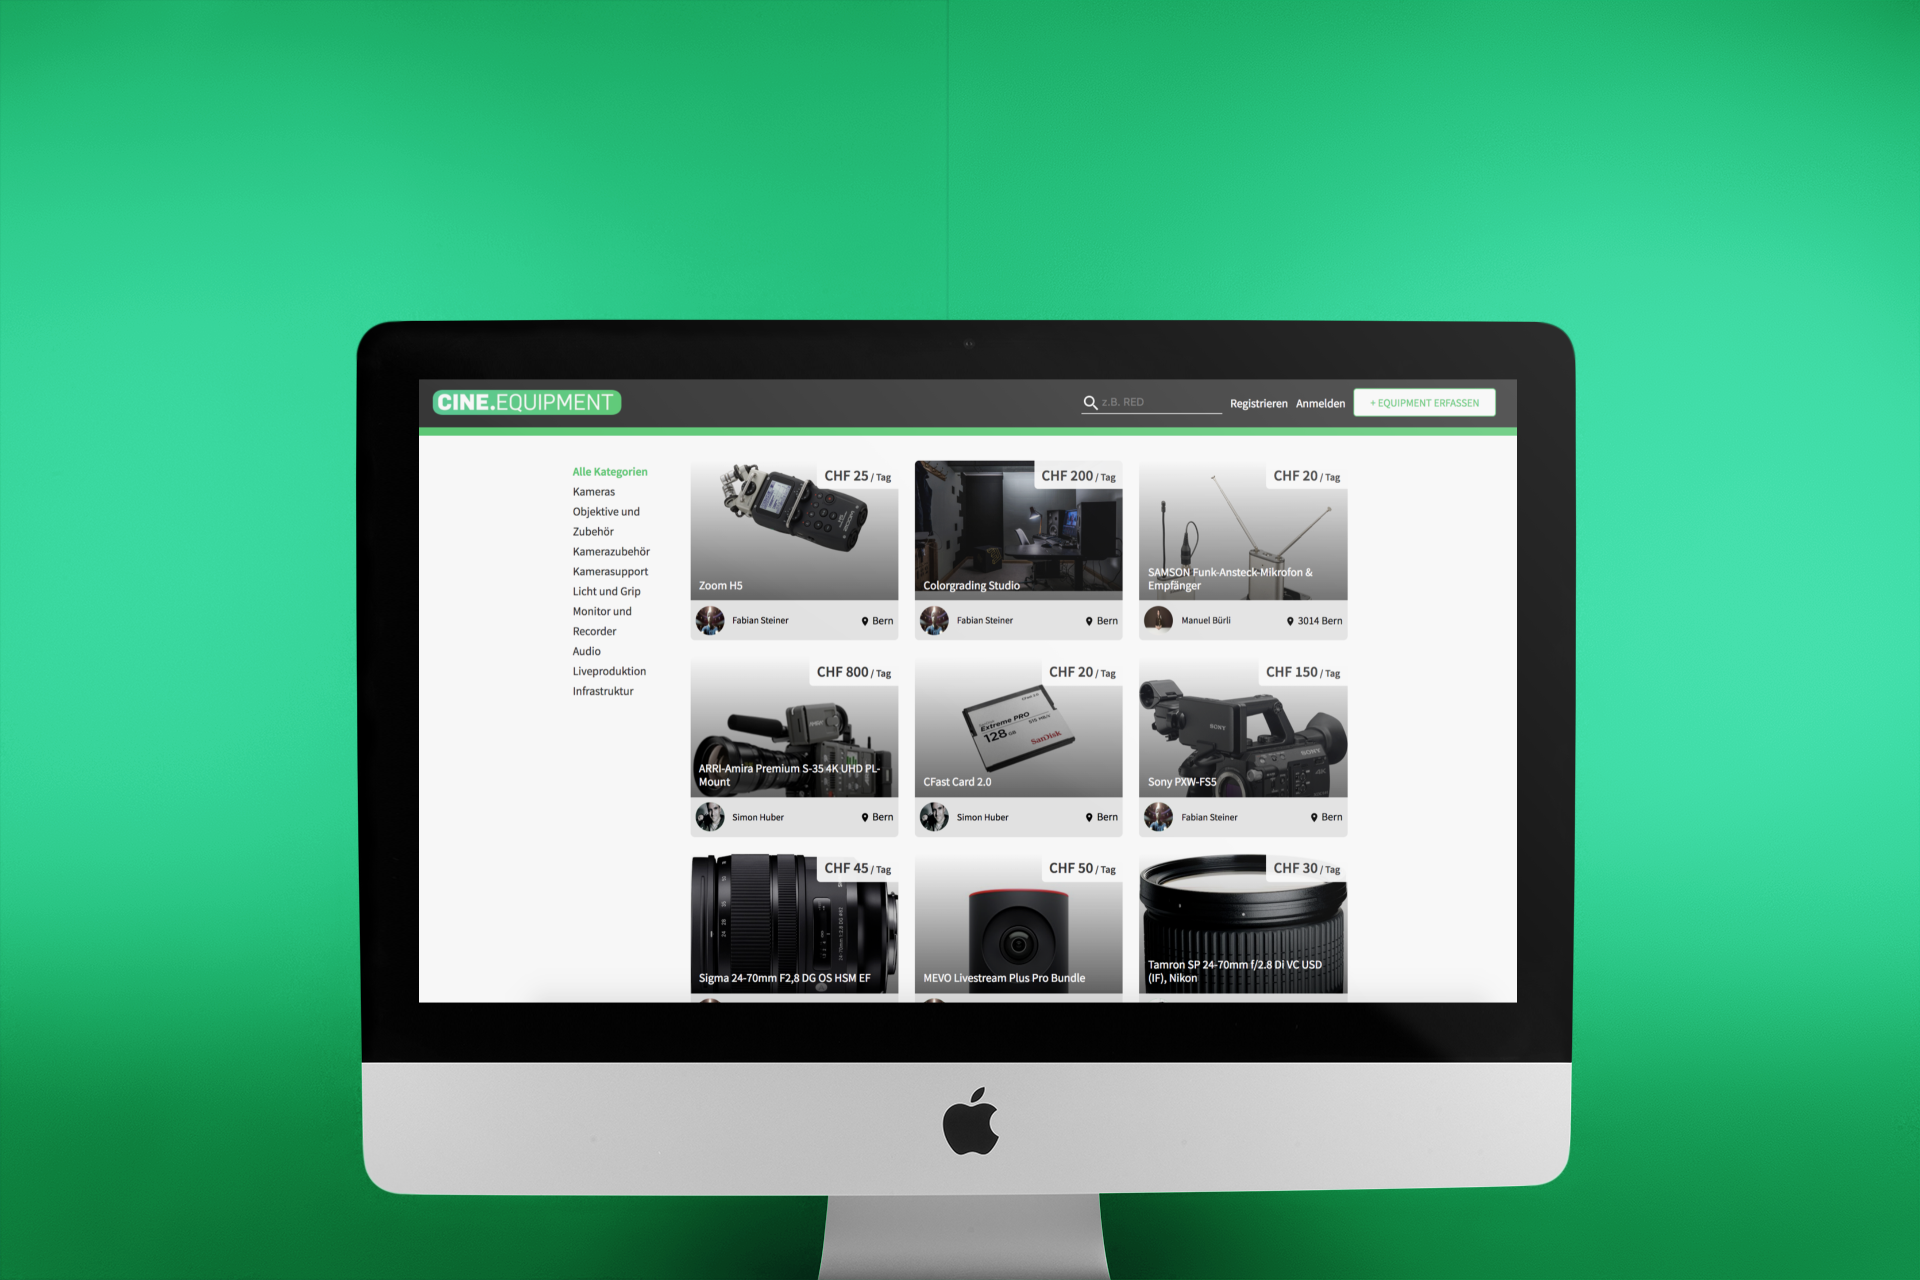 CINE.EQUIPMENT
z.B. RED
Registrieren
Anmelden
+ EQUIPMENT ERFASSEN
Alle Kategorien
Kameras
Objektive und
Zubehör
Kamerazubehör
Kamerasupport
Licht und Grip
Monitor und
Recorder
Audio
Liveproduktion
Infrastruktur
CHF 25 / Tag
Zoom H5
Fabian Steiner
Bern
CHF 200 / Tag
Colorgrading Studio
Fabian Steiner
Bern
CHF 20 / Tag
SAMSON Funk-Ansteck-Mikrofon &
Empfänger
Manuel Bürli
3014 Bern
CHF 800 / Tag
ARRI-Amira Premium S-35 4K UHD PL-
Mount
Simon Huber
Bern
CHF 20 / Tag
Extreme PRO
128 GB
SanDisk
CFast Card 2.0
Simon Huber
Bern
CHF 150 / Tag
SONY
SONY
4K
Sony PXW-FS5
Fabian Steiner
Bern
CHF 45 / Tag
Sigma 24-70mm F2,8 DG OS HSM EF
CHF 50 / Tag
MEVO Livestream Plus Pro Bundle
CHF 30 / Tag
Tamron SP 24-70mm f/2.8 Di VC USD
(IF), Nikon